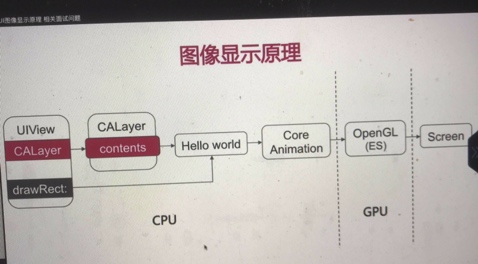 UI图像显示原理 相关面试问题
图像显示原理
UIView
CALayer
drawRect:
CALayer
contents
Hello world
Core
Animation
OpenGL
(ES)
Screen
CPU
GPU